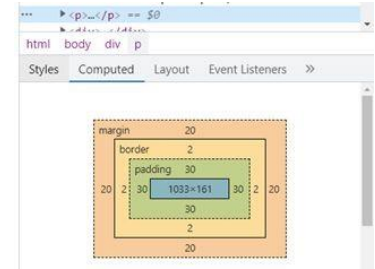 ... ▶<p>…</p> == $0
html body div p
Styles Computed Layout Event Listeners »
margin 20
border 2
padding 30
20 2 30 1033×161 30 2 20
30
2
20